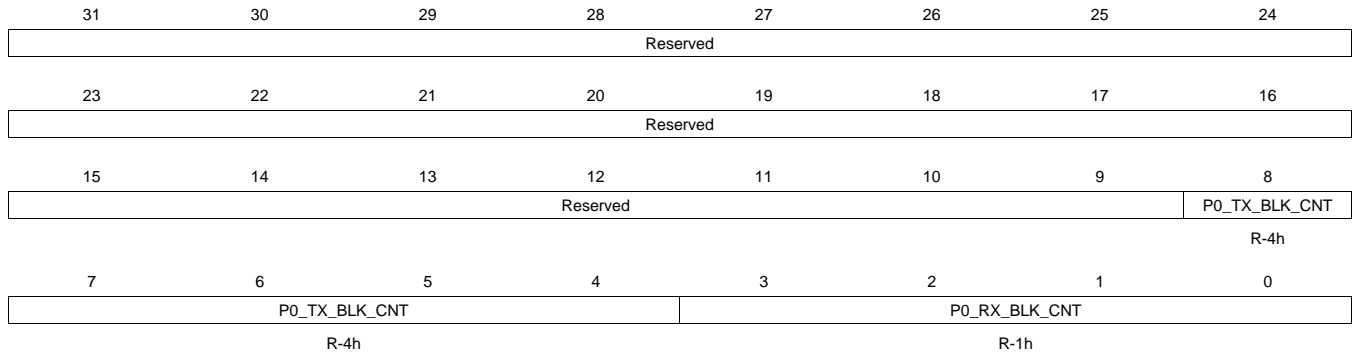 31 30 29 28 27 26 25 24
Reserved
23 22 21 20 19 18 17 16
Reserved
15 14 13 12 11 10 9 8
Reserved P0_TX_BLK_CNT
R-4h
7 6 5 4 3 2 1 0
P0_TX_BLK_CNT P0_RX_BLK_CNT
R-4h R-1h